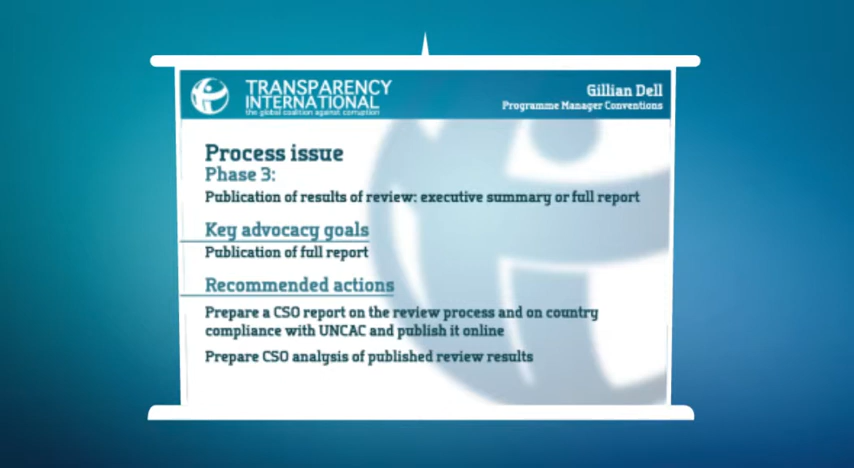 TRANSPARENCY
INTERNATIONAL
the global coalition against corruption
Gillian Dell
Programme Manager Conventions
Process issue
Phase 3:
Publication of results of review: executive summary or full report
Key advocacy goals
Publication of full report
Recommended actions
Prepare a CSO report on the review process and on country
compliance with UNCAC and publish it online
Prepare CSO analysis of published review results